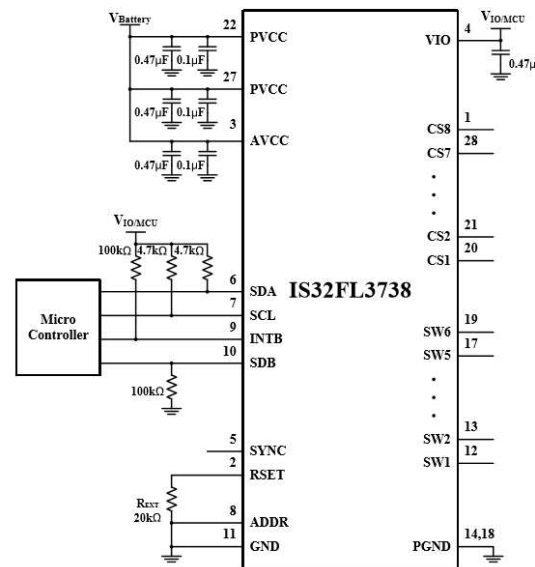 VBattery
22
PVCC
0.47μF 0.1μF
27
PVCC
0.47μF 0.1μF
3
AVCC
0.47μF 0.1μF
VIO/MCU
100kΩ 4.7kΩ 4.7kΩ
Micro
Controller
6
SDA
7
SCL
9
INTB
10
SDB
100kΩ
5
SYNC
2
RSET
REXT
20kΩ
8
ADDR
11
GND
IS32FL3738
VIO/MCU
4
VIO
0.47μ
1
CS8
28
CS7
21
CS2
20
CS1
19
SW6
17
SW5
13
SW2
12
SW1
14,18
PGND